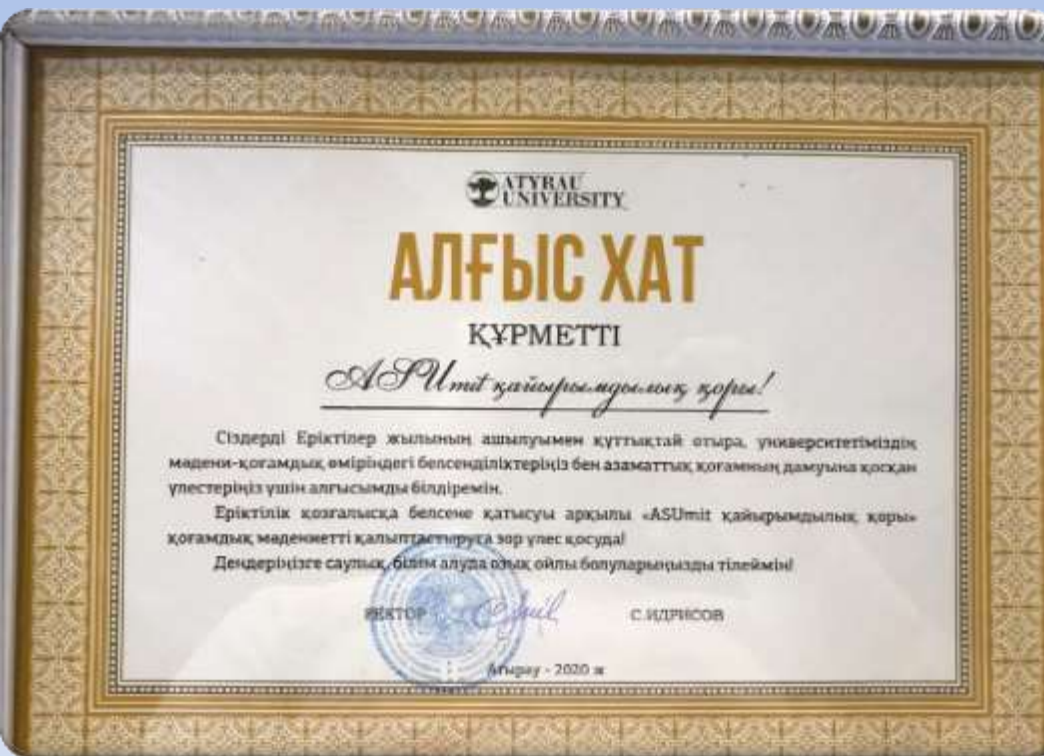 ATYRAU
UNIVERSITY
АЛҒЫС ХАТ
ҚҰРМЕТТІ
ASUmit қайырымдылық қоры!
Сіздерді Еріктілер жылының ашылуымен құттықтай отыра, университетіміздің
мәдени-қоғамдық өміріндегі белсенділіктеріңіз бен азаматтық қоғамның дамуына қосқан
үлестеріңіз үшін алғысымды білдіремін.
Еріктілік қозғалысқа белсене қатысуы арқылы «ASUmit қайырымдылық қоры»
қоғамдық мәдениетті қалыптастыруға зор үлес қосуда!
Дендеріңізге саулық, білім алуда озық ойлы болуларыңызды тілеймін!
РЕКТОР С.ИДРИСОВ
Атырау - 2020 ж